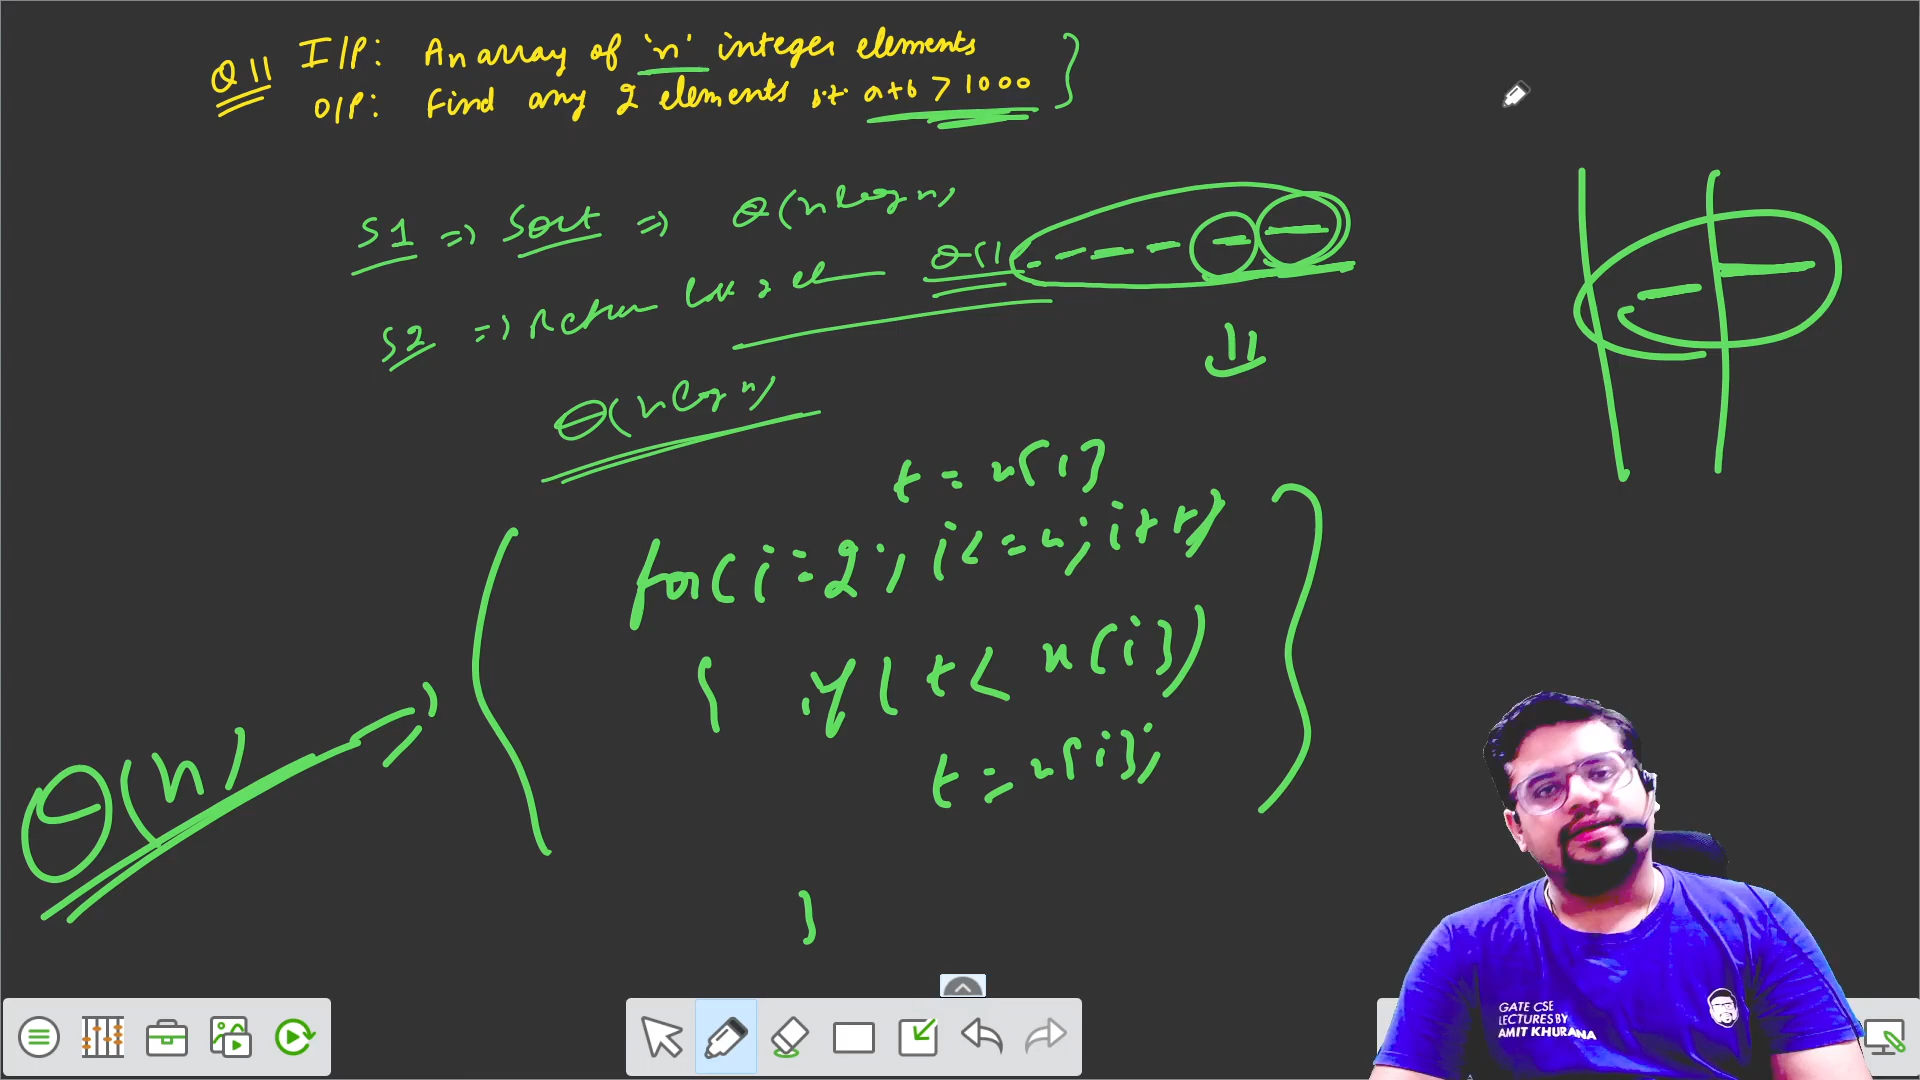 Q11 I/P: An array of 'n' integer elements
O/P: Find any 2 elements s.t. a+b > 1000
S1 => Sort => θ(nlogn)
S2 => Return last 2 ele θ(1)
θ(nlogn)
t = x[1]
for(i=2; i<=n; i++)
{ if( t < x[i])
t = x[i];
}
θ(n) =>
GATE CSE
LECTURES BY
AMIT KHURANA